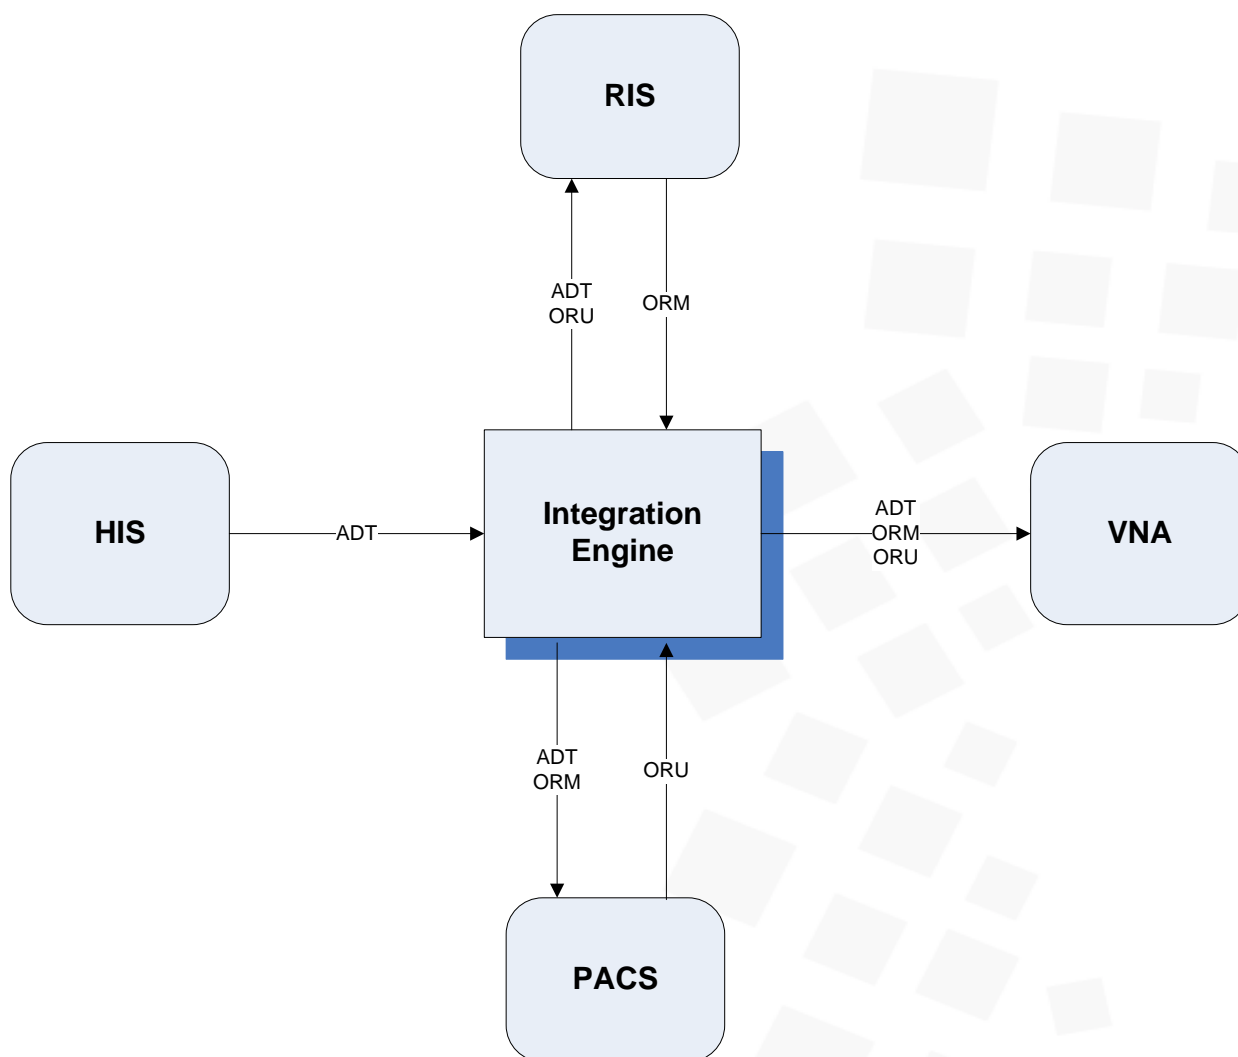 RIS
ADT
ORU
ORM
HIS
ADT
Integration
Engine
ADT
ORM
ORU
VNA
ADT
ORM
ORU
PACS